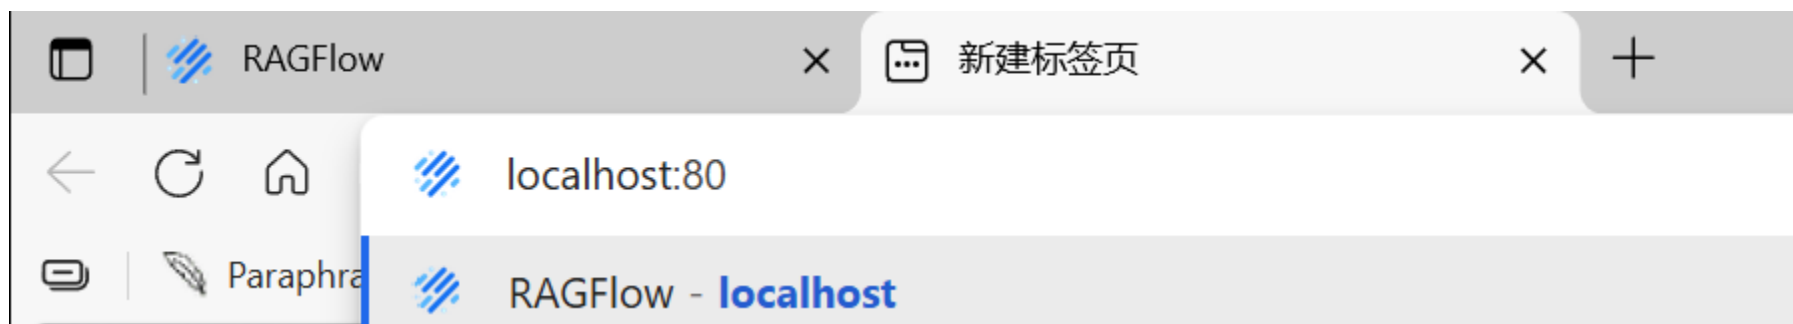 RAGFlow
新建标签页
localhost:80
Paraphra
RAGFlow - localhost